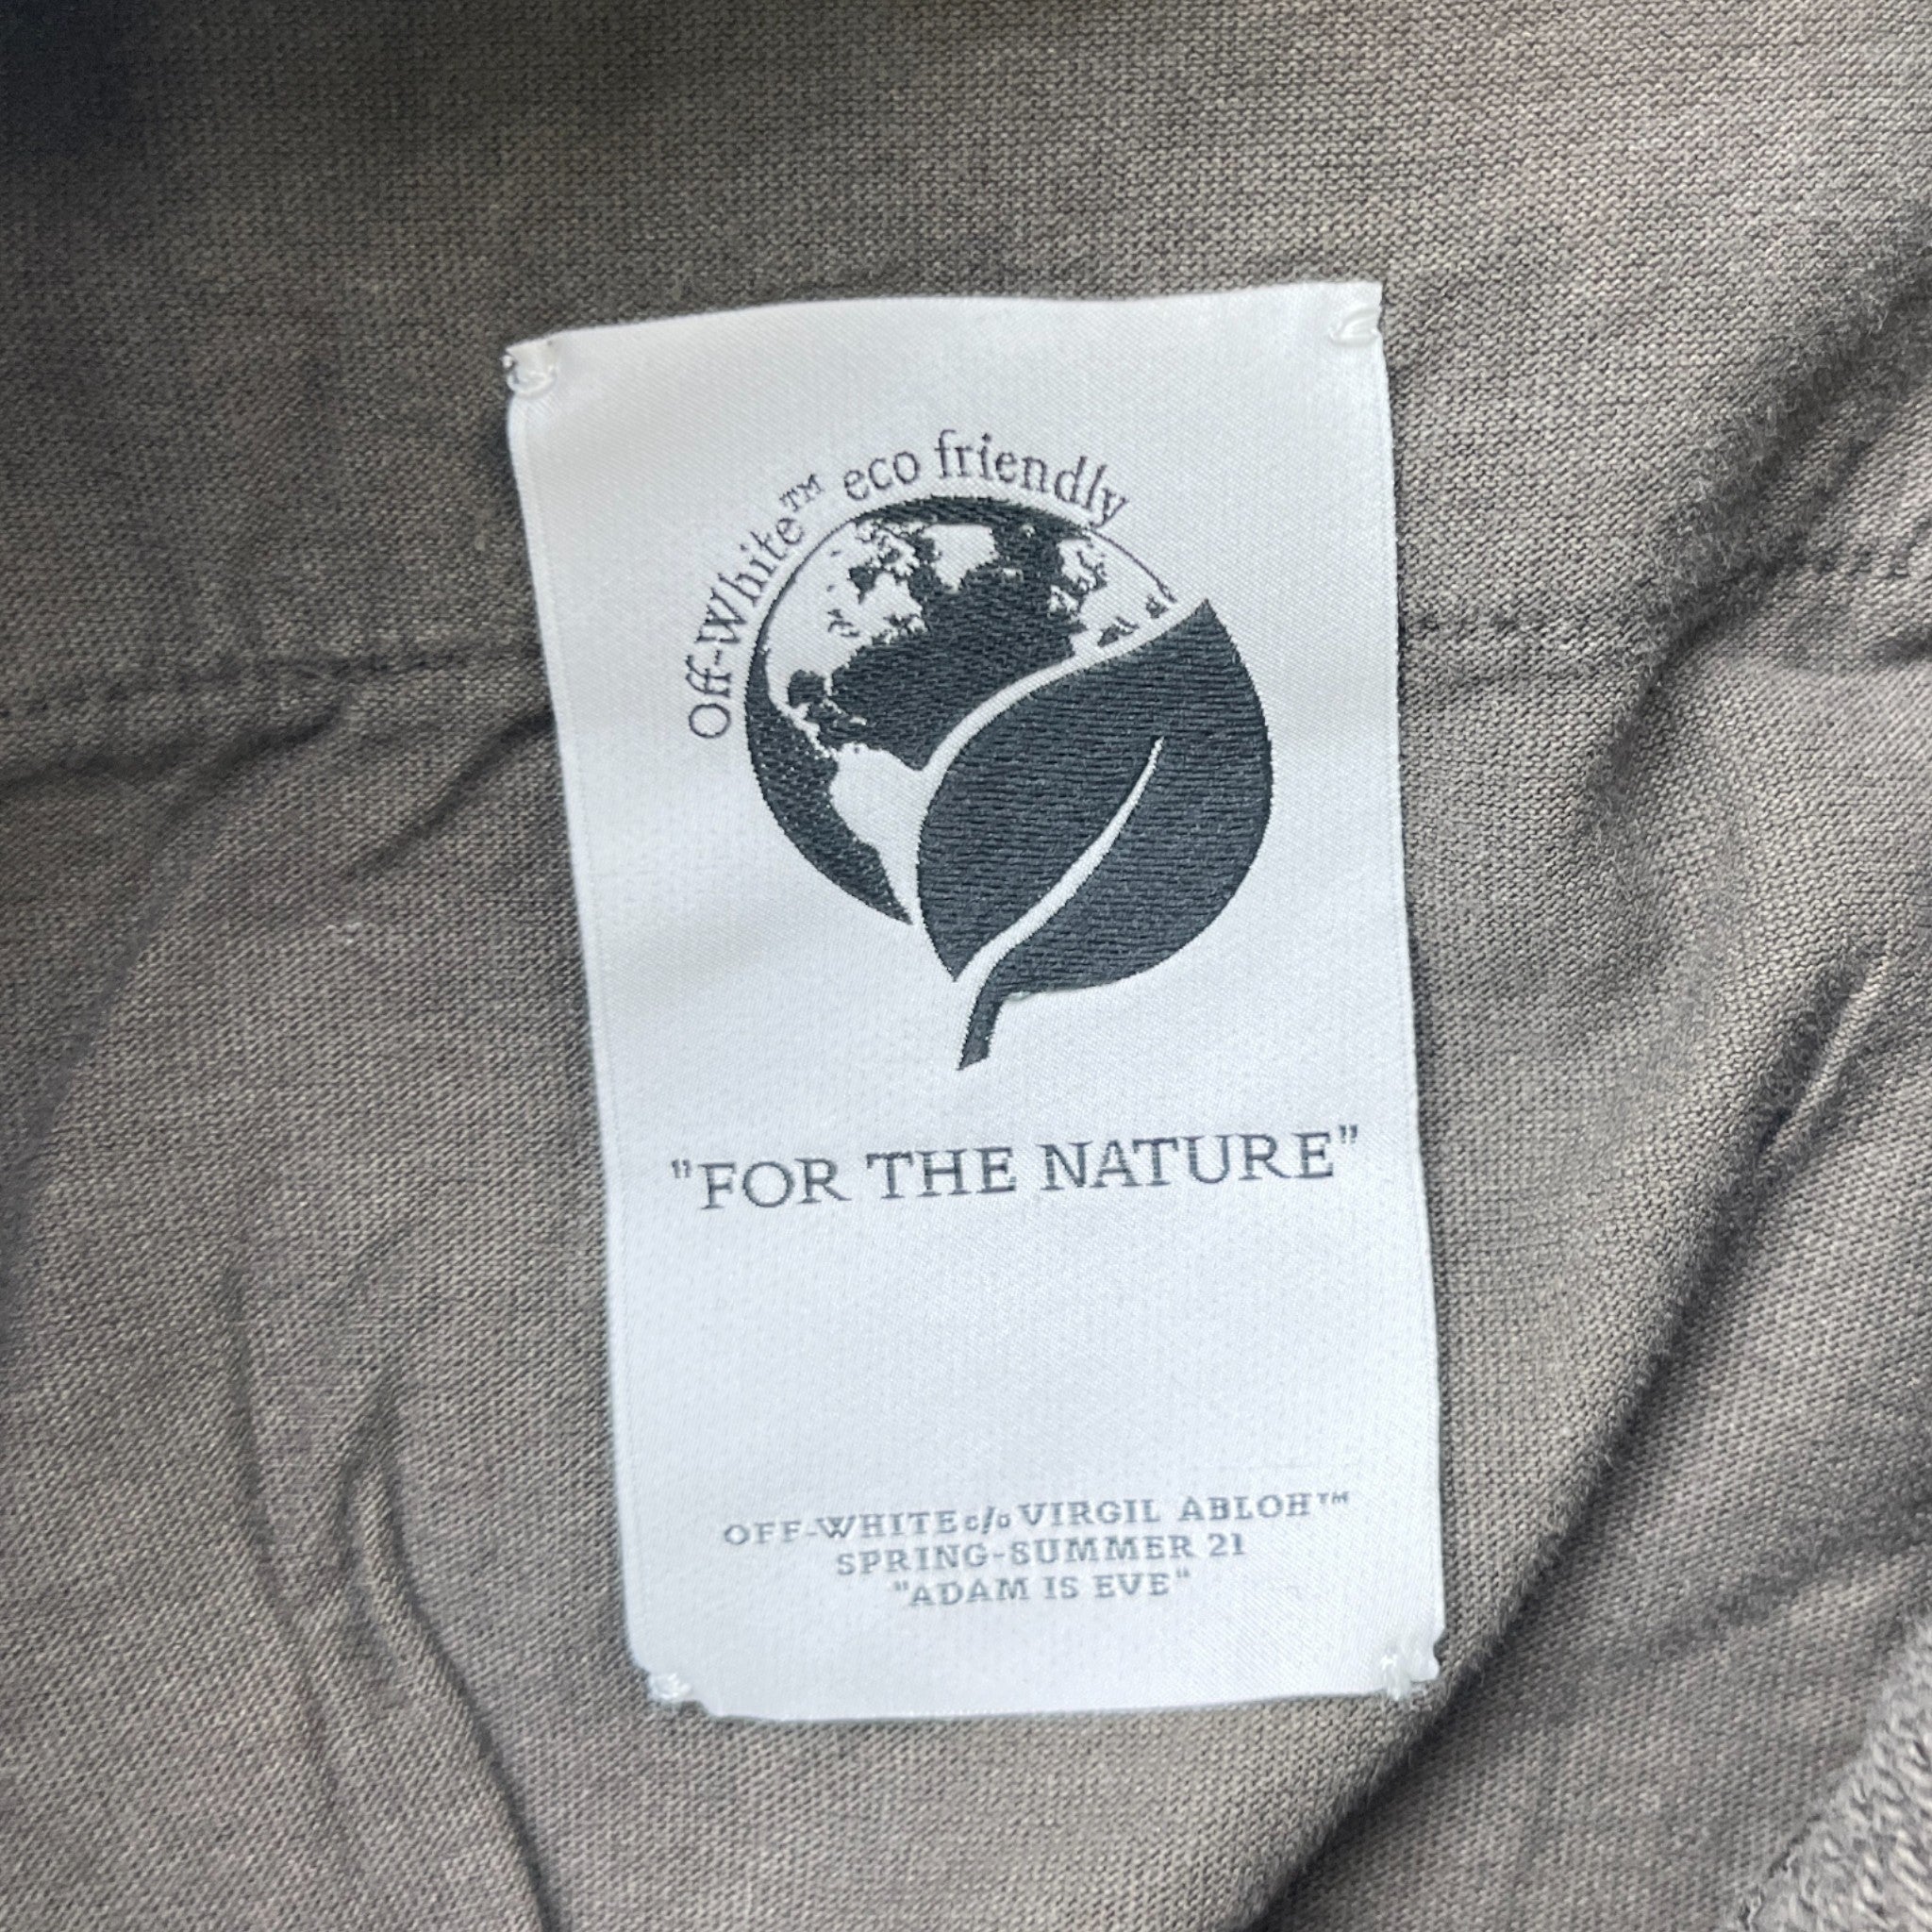 Off-White™ eco friendly
"FOR THE NATURE"
OFF-WHITE c/o VIRGIL ABLOH™
SPRING-SUMMER 21
"ADAM IS EVE"